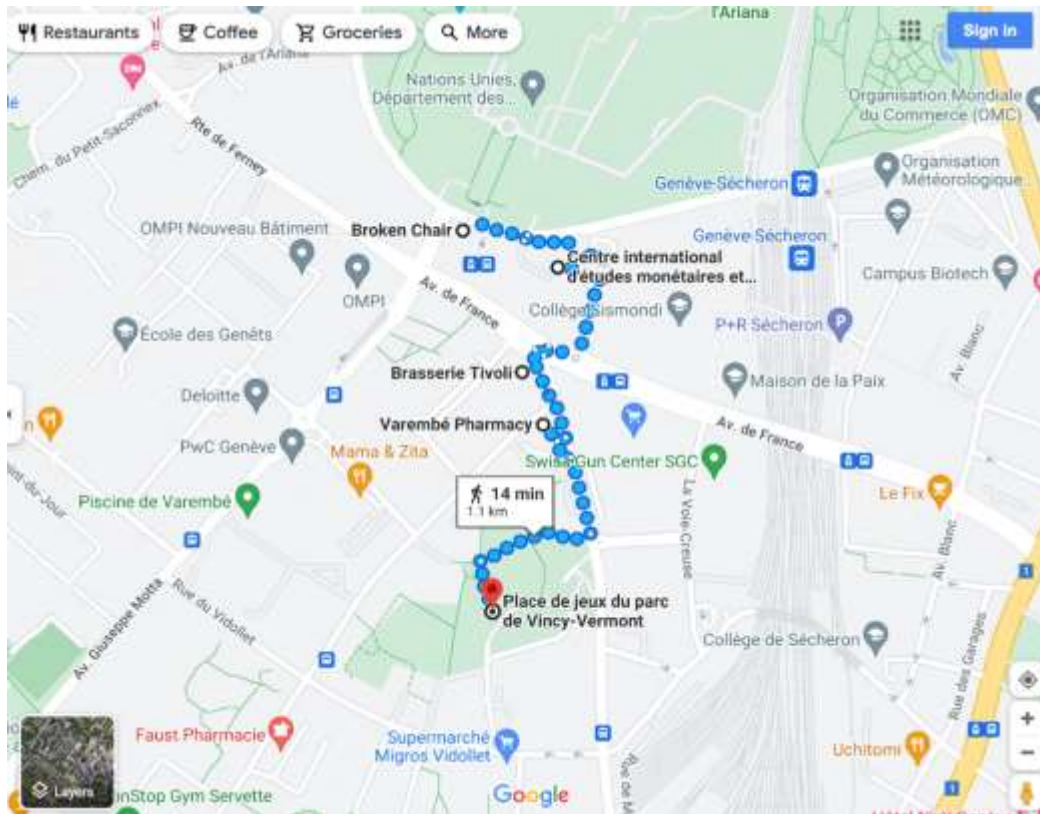 Restaurants
Coffee
Groceries
More
l'Ariana
Sign in
Av. de l'Ariana
Nations Unies,
Département des...
Organisation Mondiale
du Commerce (OMC)
Chem. du Petit-Saconnex
Rte de Ferney
Organisation
Météorologique...
Genève-Sécheron
OMPI Nouveau Bâtiment
Broken Chair
Genève Sécheron
Centre international
d'études monétaires et...
Campus Biotech
OMPI
Av. de France
Collège Sismondi
P+R Sécheron
École des Genêts
Av. Blanc
Brasserie Tivoli
Maison de la Paix
Deloitte
Varembé Pharmacy
Av. de France
PwC Genève
Mama & Zita
Swiss Gun Center SGC
14 min
1.1 km
Le Fix
Piscine de Varembé
La Voie-Creuse
Av. Blanc
1
Rue du Vidollet
Place de jeux du parc
de Vincy-Vermont
Av. Giuseppe Motta
Collège de Sécheron
Rue des Garages
Faust Pharmacie
Supermarché
Migros Vidollet
Uchitomi
Layers
Google
1